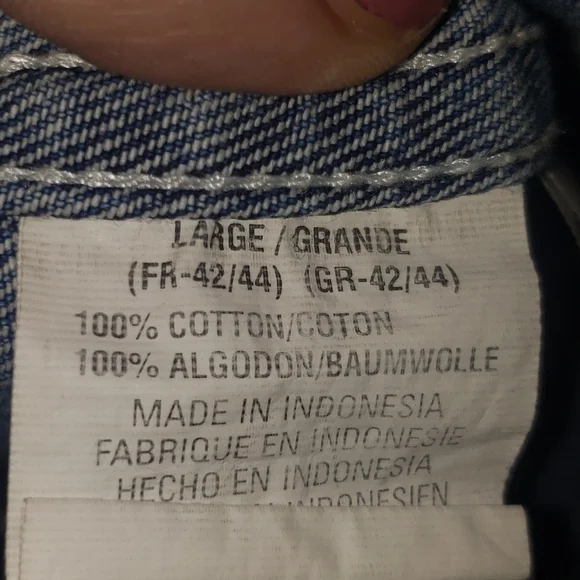 LARGE / GRANDE
(FR-42/44) (GR-42/44)
100% COTTON/COTON
100% ALGODON/BAUMWOLLE
MADE IN INDONESIA
FABRIQUE EN INDONESIE
HECHO EN INDONESIA
INDONESIEN